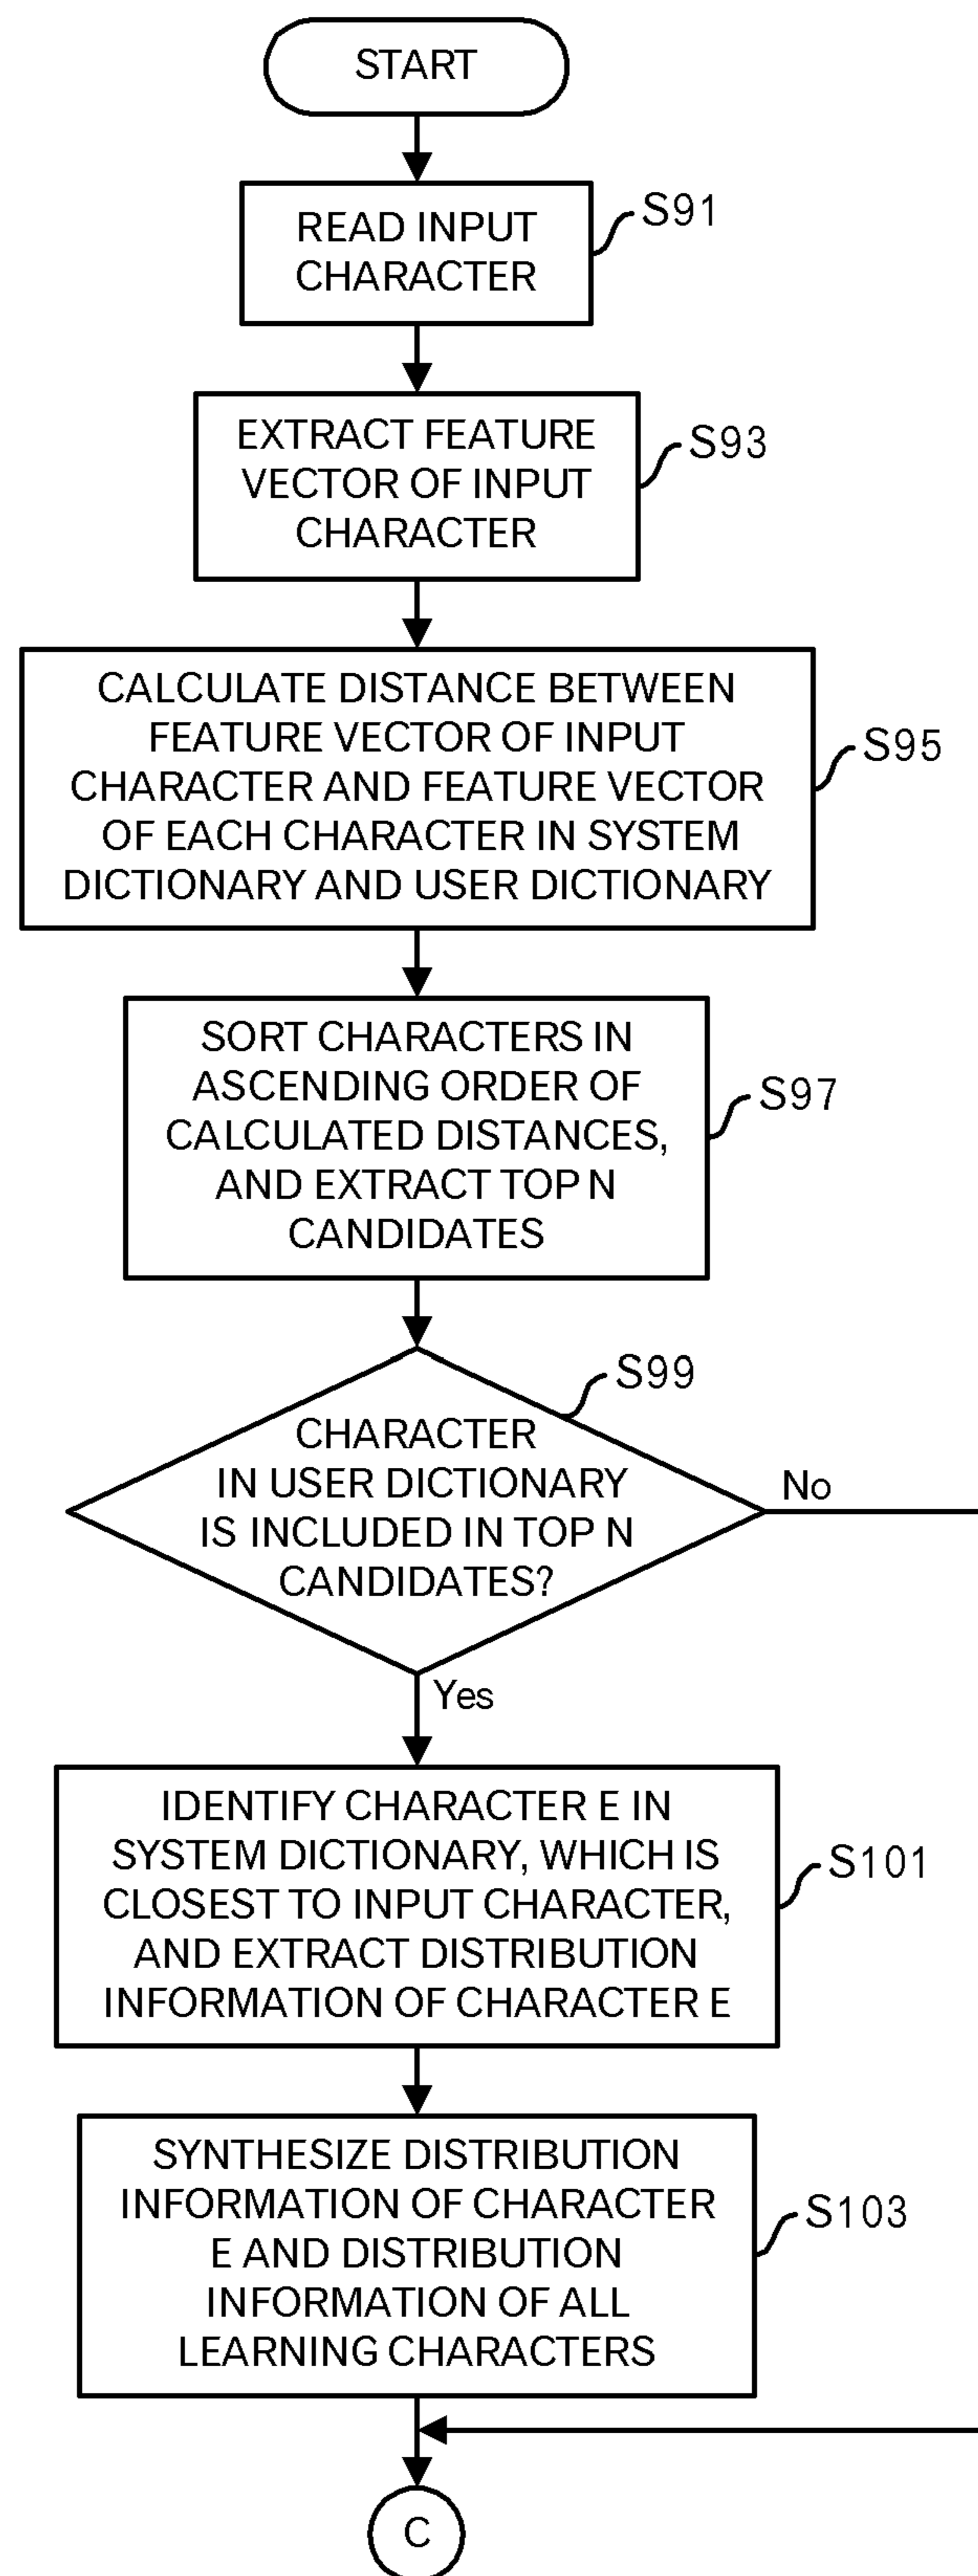 START
READ INPUT
CHARACTER
S91
EXTRACT FEATURE
VECTOR OF INPUT
CHARACTER
S93
CALCULATE DISTANCE BETWEEN
FEATURE VECTOR OF INPUT
CHARACTER AND FEATURE VECTOR
OF EACH CHARACTER IN SYSTEM
DICTIONARY AND USER DICTIONARY
S95
SORT CHARACTERS IN
ASCENDING ORDER OF
CALCULATED DISTANCES,
AND EXTRACT TOP N
CANDIDATES
S97
S99
CHARACTER
IN USER DICTIONARY
IS INCLUDED IN TOP N
CANDIDATES?
No
Yes
IDENTIFY CHARACTER E IN
SYSTEM DICTIONARY, WHICH IS
CLOSEST TO INPUT CHARACTER,
AND EXTRACT DISTRIBUTION
INFORMATION OF CHARACTER E
S101
SYNTHESIZE DISTRIBUTION
INFORMATION OF CHARACTER
E AND DISTRIBUTION
INFORMATION OF ALL
LEARNING CHARACTERS
S103
C